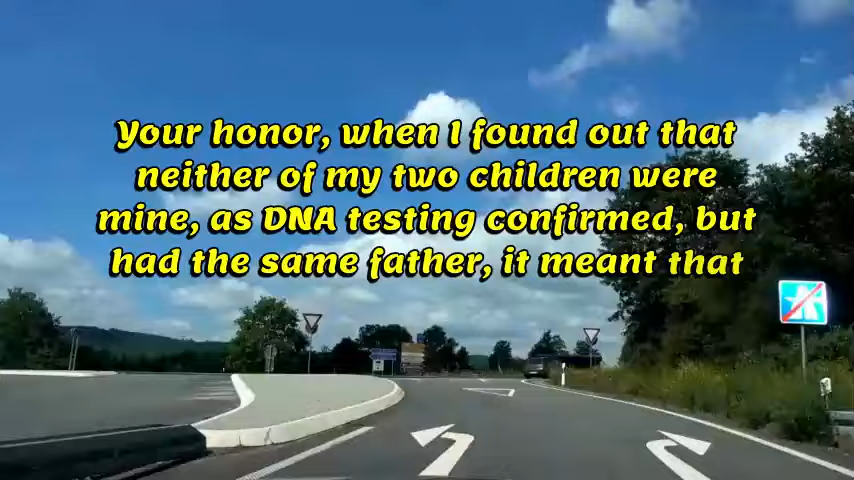 Your honor, when I found out that
neither of my two children were
mine, as DNA testing confirmed, but
had the same father, it meant that